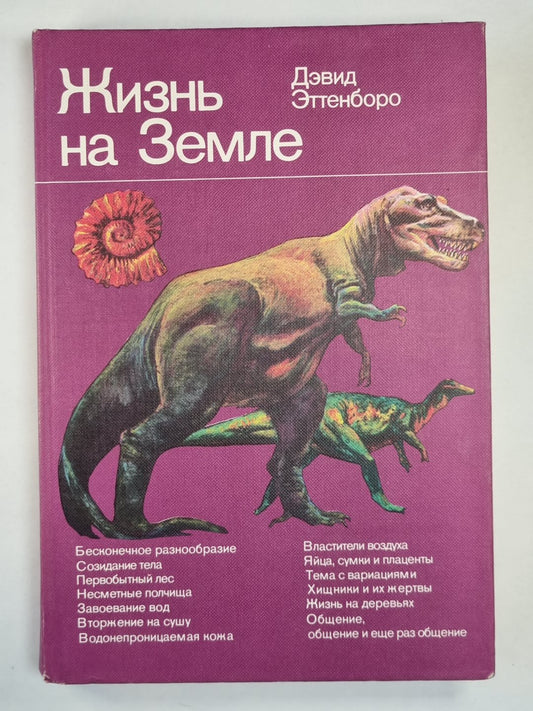 Жизнь
на Земле
Дэвид
Эттенборо
Бесконечное разнообразие
Созидание тела
Первобытный лес
Несметные полчища
Завоевание вод
Вторжение на сушу
Водонепроницаемая кожа
Властители воздуха
Яйца, сумки и плаценты
Тема с вариациями
Хищники и их жертвы
Жизнь на деревьях
Общение,
общение и еще раз общение